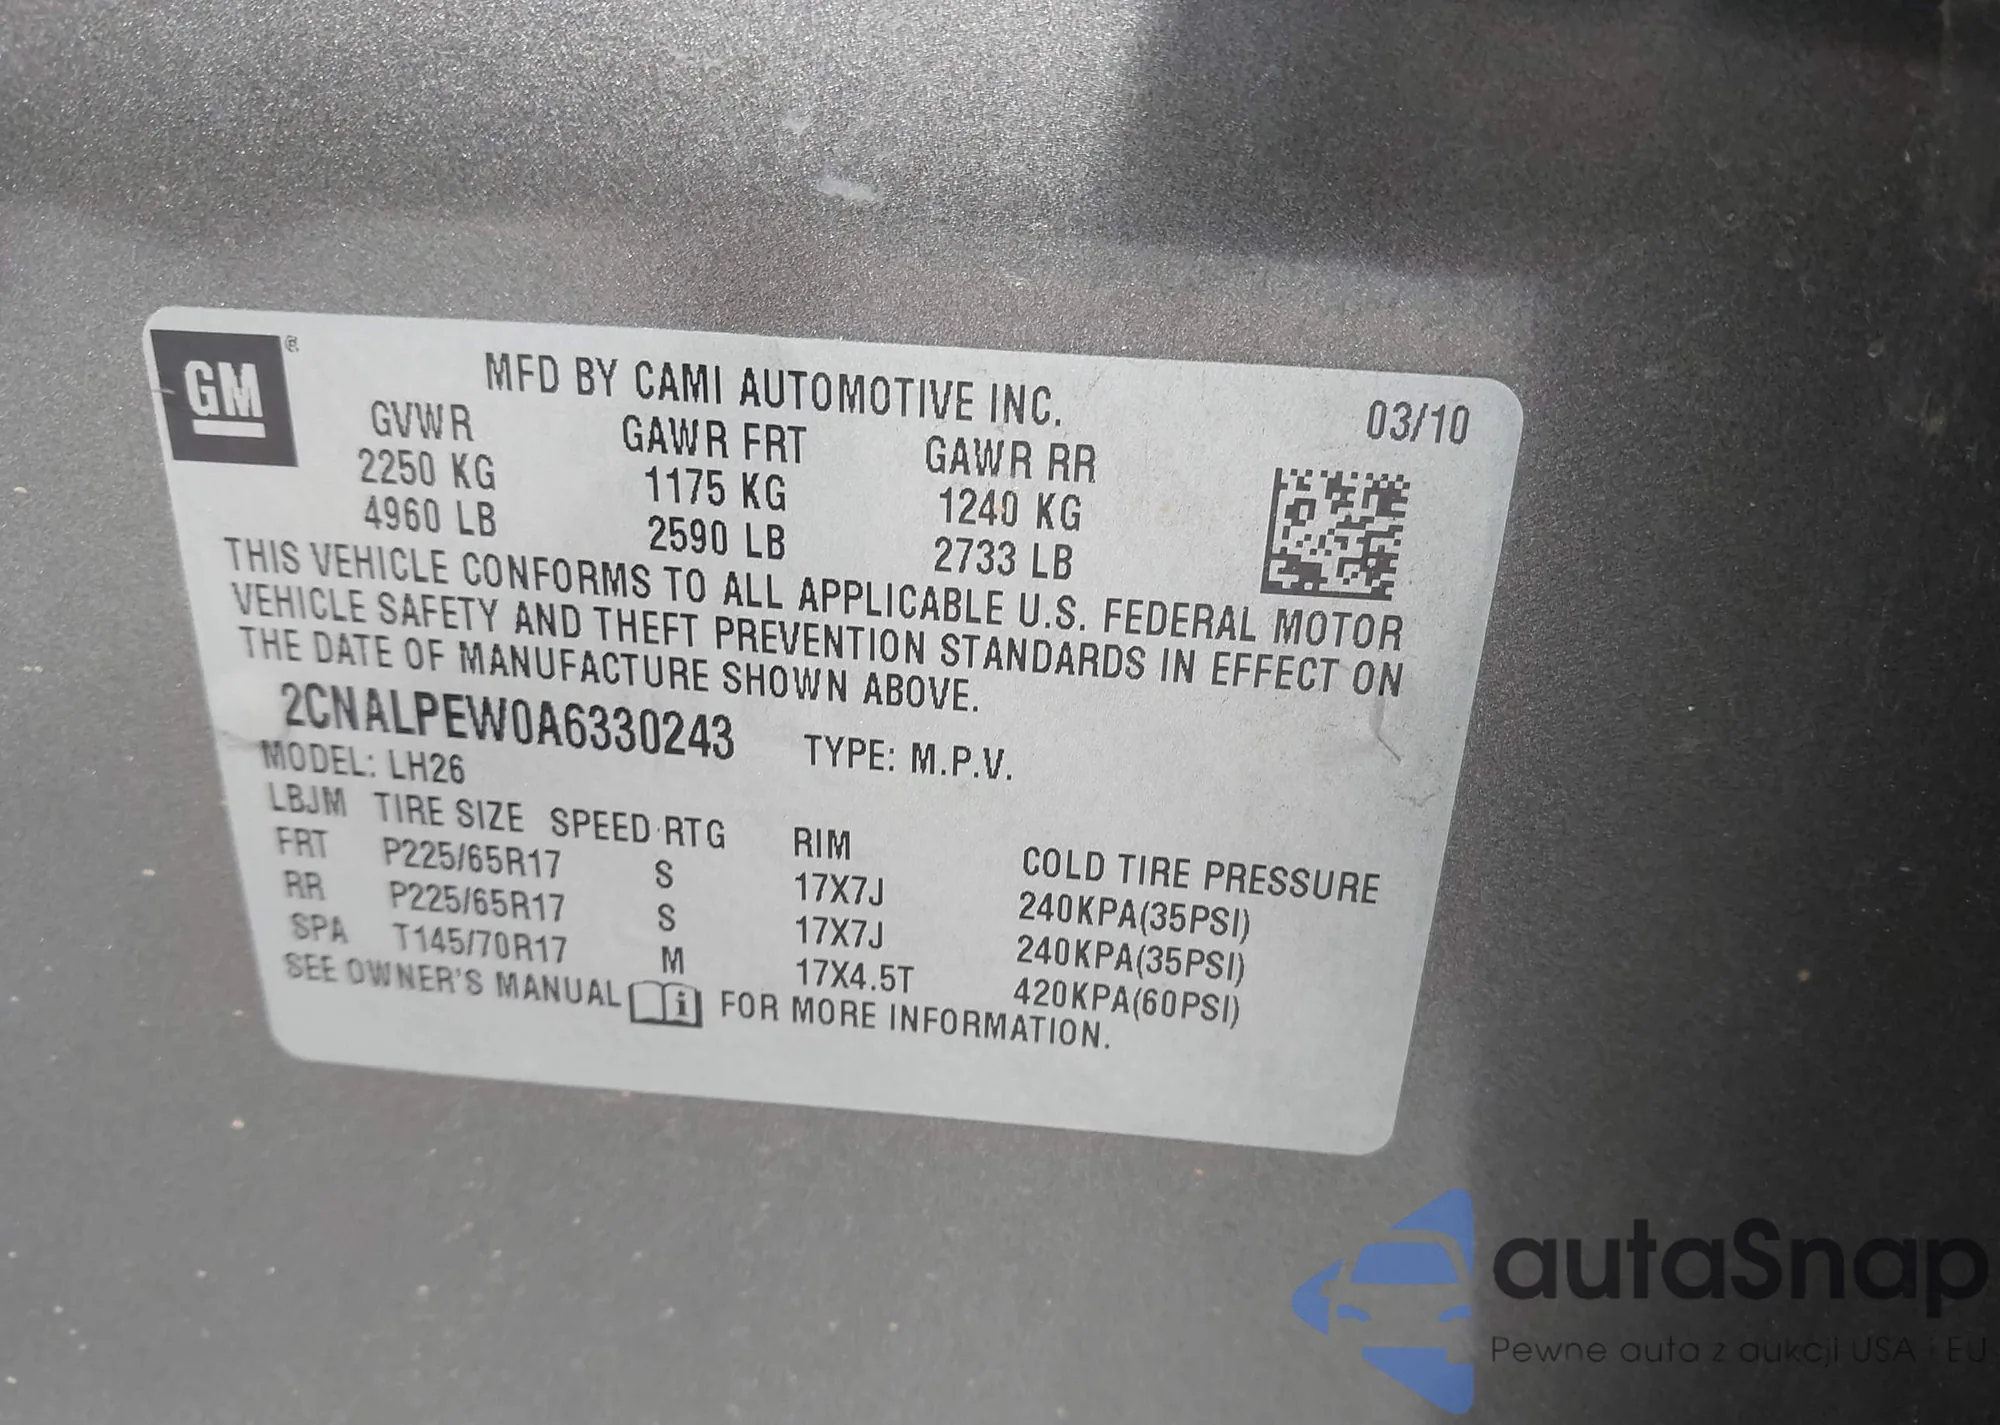 GM
MFD BY CAMI AUTOMOTIVE INC.
03/10
GVWR GAWR FRT GAWR RR
2250 KG 1175 KG 1240 KG
4960 LB 2590 LB 2733 LB
THIS VEHICLE CONFORMS TO ALL APPLICABLE U.S. FEDERAL MOTOR
VEHICLE SAFETY AND THEFT PREVENTION STANDARDS IN EFFECT ON
THE DATE OF MANUFACTURE SHOWN ABOVE.
2CNALPEW0A6330243 TYPE: M.P.V.
MODEL: LH26
LBJM TIRE SIZE SPEED RTG RIM COLD TIRE PRESSURE
FRT P225/65R17 S 17X7J 240KPA(35PSI)
RR P225/65R17 S 17X7J 240KPA(35PSI)
SPA T145/70R17 M 17X4.5T 420KPA(60PSI)
SEE OWNER'S MANUAL FOR MORE INFORMATION.
autaSnap
Pewne auta z aukcji USA i EU